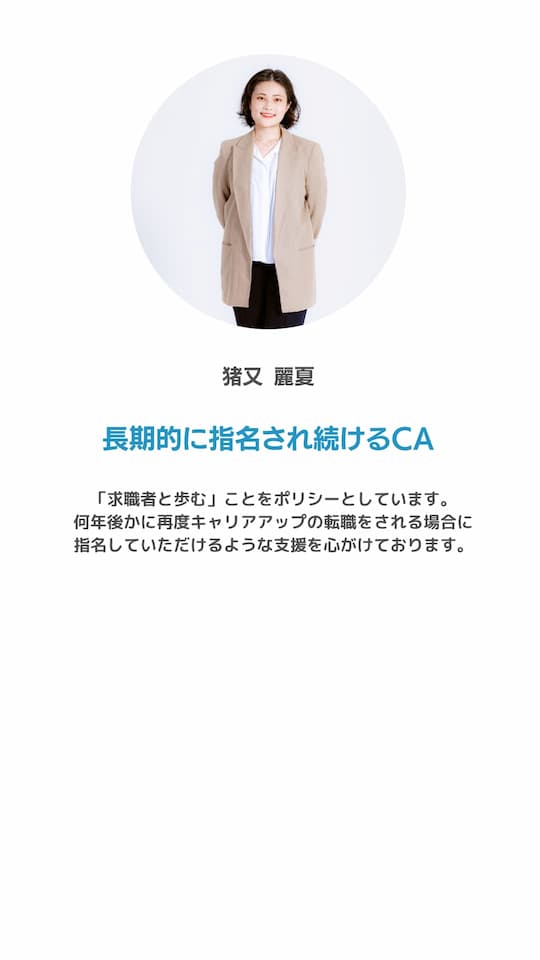 猪又 麗夏
長期的に指名され続けるCA
「求職者と歩む」ことをポリシーとしています。
何年後かに再度キャリアアップの転職をされる場合に
指名していただけるような支援を心がけております。